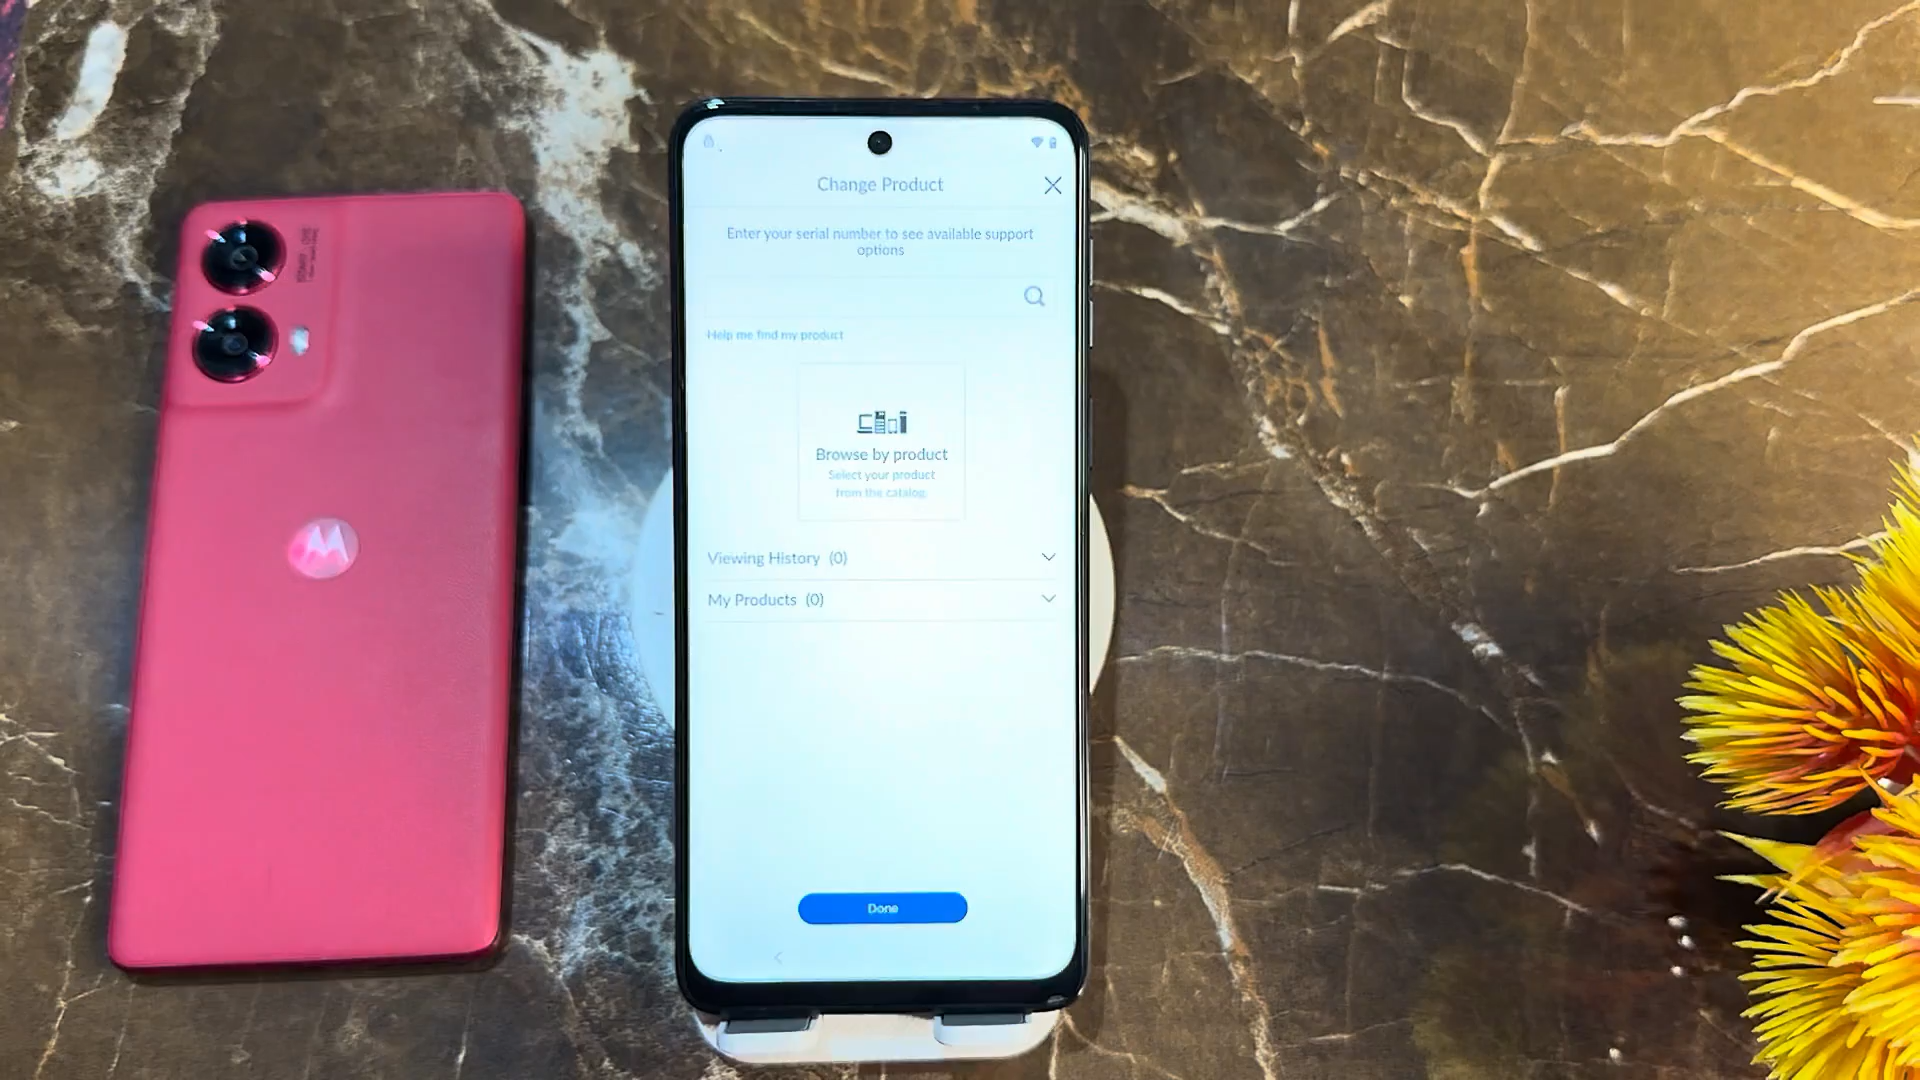 Change Product
Enter your serial number to see available support
options
Help me find my product
Browse by product
Select your product
from the catalog.
Viewing History (0)
My Products (0)
Done